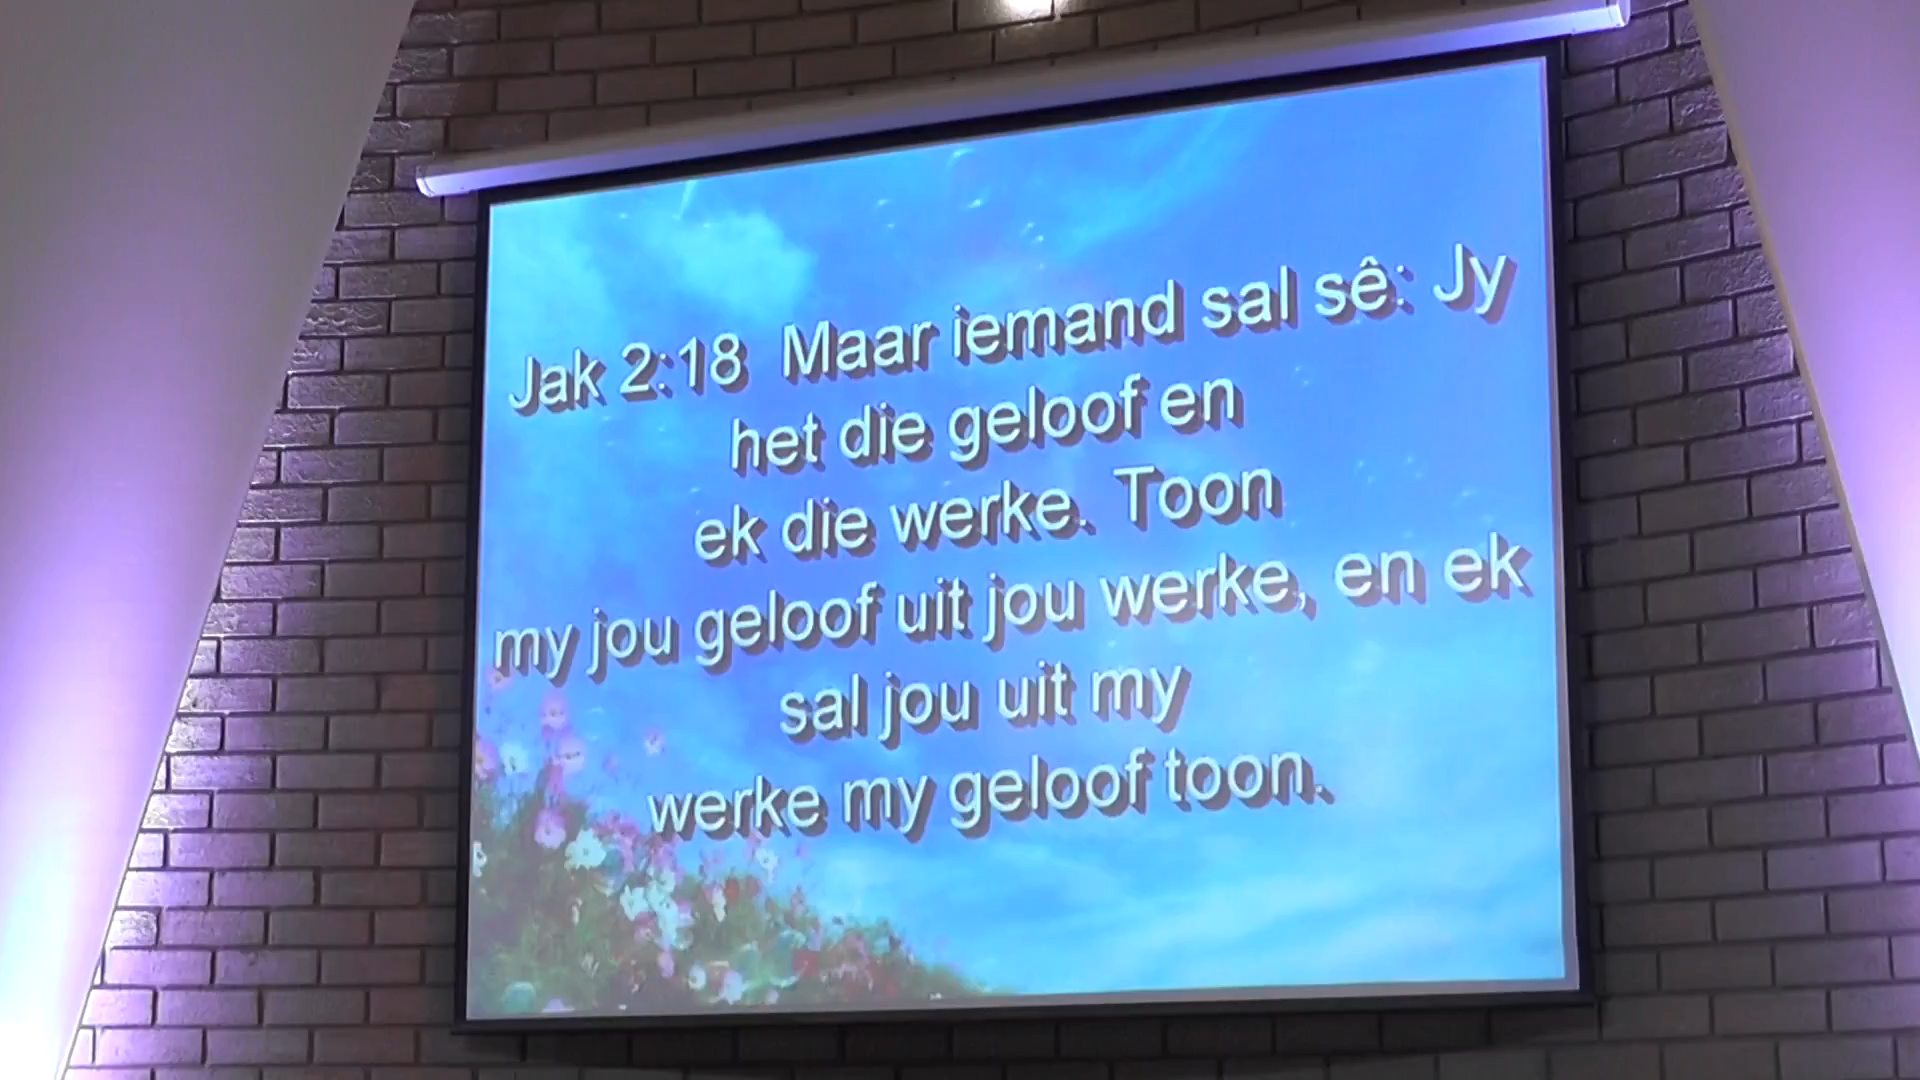 Jak 2:18  Maar iemand sal sê: Jy
het die geloof en
ek die werke. Toon
my jou geloof uit jou werke, en ek
sal jou uit my
werke my geloof toon.